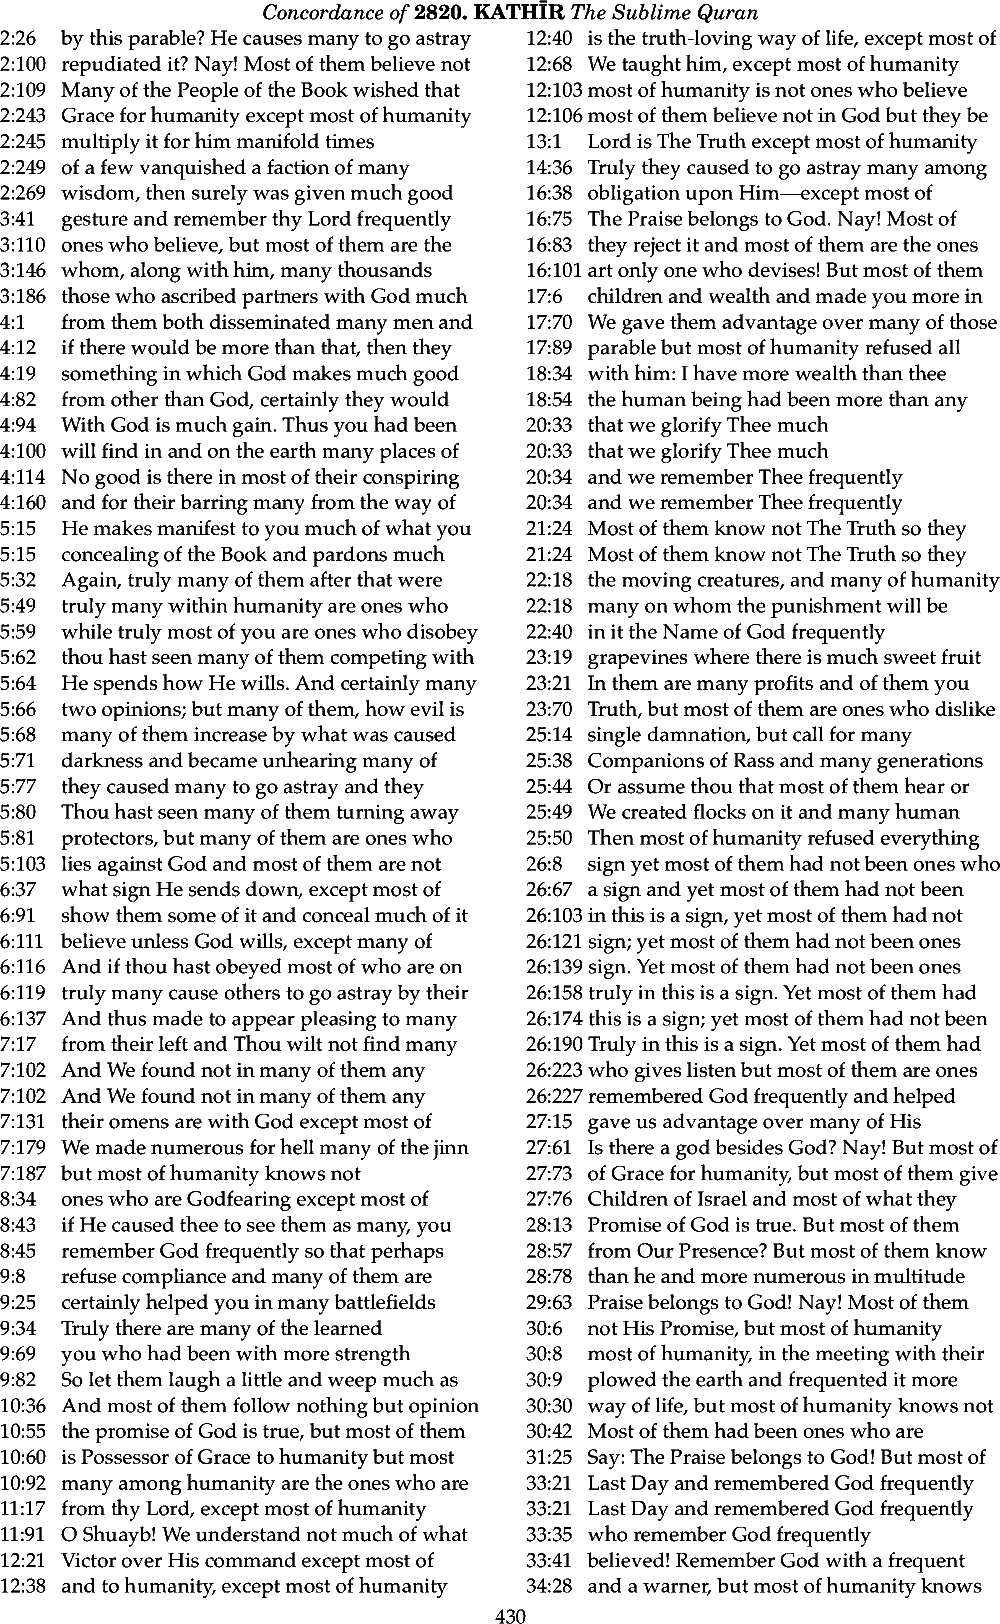 Concordance of 2820. KATHĪR The Sublime Quran
2:26 by this parable? He causes many to go astray
2:100 repudiated it? Nay! Most of them believe not
2:109 Many of the People of the Book wished that
2:243 Grace for humanity except most of humanity
2:245 multiply it for him manifold times
2:249 of a few vanquished a faction of many
2:269 wisdom, then surely was given much good
3:41 gesture and remember thy Lord frequently
3:110 ones who believe, but most of them are the
3:146 whom, along with him, many thousands
3:186 those who ascribed partners with God much
4:1 from them both disseminated many men and
4:12 if there would be more than that, then they
4:19 something in which God makes much good
4:82 from other than God, certainly they would
4:94 With God is much gain. Thus you had been
4:100 will find in and on the earth many places of
4:114 No good is there in most of their conspiring
4:160 and for their barring many from the way of
5:15 He makes manifest to you much of what you
5:15 concealing of the Book and pardons much
5:32 Again, truly many of them after that were
5:49 truly many within humanity are ones who
5:59 while truly most of you are ones who disobey
5:62 thou hast seen many of them competing with
5:64 He spends how He wills. And certainly many
5:66 two opinions; but many of them, how evil is
5:68 many of them increase by what was caused
5:71 darkness and became unhearing many of
5:77 they caused many to go astray and they
5:80 Thou hast seen many of them turning away
5:81 protectors, but many of them are ones who
5:103 lies against God and most of them are not
6:37 what sign He sends down, except most of
6:91 show them some of it and conceal much of it
6:111 believe unless God wills, except many of
6:116 And if thou hast obeyed most of who are on
6:119 truly many cause others to go astray by their
6:137 And thus made to appear pleasing to many
7:17 from their left and Thou wilt not find many
7:102 And We found not in many of them any
7:102 And We found not in many of them any
7:131 their omens are with God except most of
7:179 We made numerous for hell many of the jinn
7:187 but most of humanity knows not
8:34 ones who are Godfearing except most of
8:43 if He caused thee to see them as many, you
8:45 remember God frequently so that perhaps
9:8 refuse compliance and many of them are
9:25 certainly helped you in many battlefields
9:34 Truly there are many of the learned
9:69 you who had been with more strength
9:82 So let them laugh a little and weep much as
10:36 And most of them follow nothing but opinion
10:55 the promise of God is true, but most of them
10:60 is Possessor of Grace to humanity but most
10:92 many among humanity are the ones who are
11:17 from thy Lord, except most of humanity
11:91 O Shuayb! We understand not much of what
12:21 Victor over His command except most of
12:38 and to humanity, except most of humanity
12:40 is the truth-loving way of life, except most of
12:68 We taught him, except most of humanity
12:103 most of humanity is not ones who believe
12:106 most of them believe not in God but they be
13:1 Lord is The Truth except most of humanity
14:36 Truly they caused to go astray many among
16:38 obligation upon Him—except most of
16:75 The Praise belongs to God. Nay! Most of
16:83 they reject it and most of them are the ones
16:101 art only one who devises! But most of them
17:6 children and wealth and made you more in
17:70 We gave them advantage over many of those
17:89 parable but most of humanity refused all
18:34 with him: I have more wealth than thee
18:54 the human being had been more than any
20:33 that we glorify Thee much
20:33 that we glorify Thee much
20:34 and we remember Thee frequently
20:34 and we remember Thee frequently
21:24 Most of them know not The Truth so they
21:24 Most of them know not The Truth so they
22:18 the moving creatures, and many of humanity
22:18 many on whom the punishment will be
22:40 in it the Name of God frequently
23:19 grapevines where there is much sweet fruit
23:21 In them are many profits and of them you
23:70 Truth, but most of them are ones who dislike
25:14 single damnation, but call for many
25:38 Companions of Rass and many generations
25:44 Or assume thou that most of them hear or
25:49 We created flocks on it and many human
25:50 Then most of humanity refused everything
26:8 sign yet most of them had not been ones who
26:67 a sign and yet most of them had not been
26:103 in this is a sign, yet most of them had not
26:121 sign; yet most of them had not been ones
26:139 sign. Yet most of them had not been ones
26:158 truly in this is a sign. Yet most of them had
26:174 this is a sign; yet most of them had not been
26:190 Truly in this is a sign. Yet most of them had
26:223 who gives listen but most of them are ones
26:227 remembered God frequently and helped
27:15 gave us advantage over many of His
27:61 Is there a god besides God? Nay! But most of
27:73 of Grace for humanity, but most of them give
27:76 Children of Israel and most of what they
28:13 Promise of God is true. But most of them
28:57 from Our Presence? But most of them know
28:78 than he and more numerous in multitude
29:63 Praise belongs to God! Nay! Most of them
30:6 not His Promise, but most of humanity
30:8 most of humanity, in the meeting with their
30:9 plowed the earth and frequented it more
30:30 way of life, but most of humanity knows not
30:42 Most of them had been ones who are
31:25 Say: The Praise belongs to God! But most of
33:21 Last Day and remembered God frequently
33:21 Last Day and remembered God frequently
33:35 who remember God frequently
33:41 believed! Remember God with a frequent
34:28 and a warner, but most of humanity knows
430